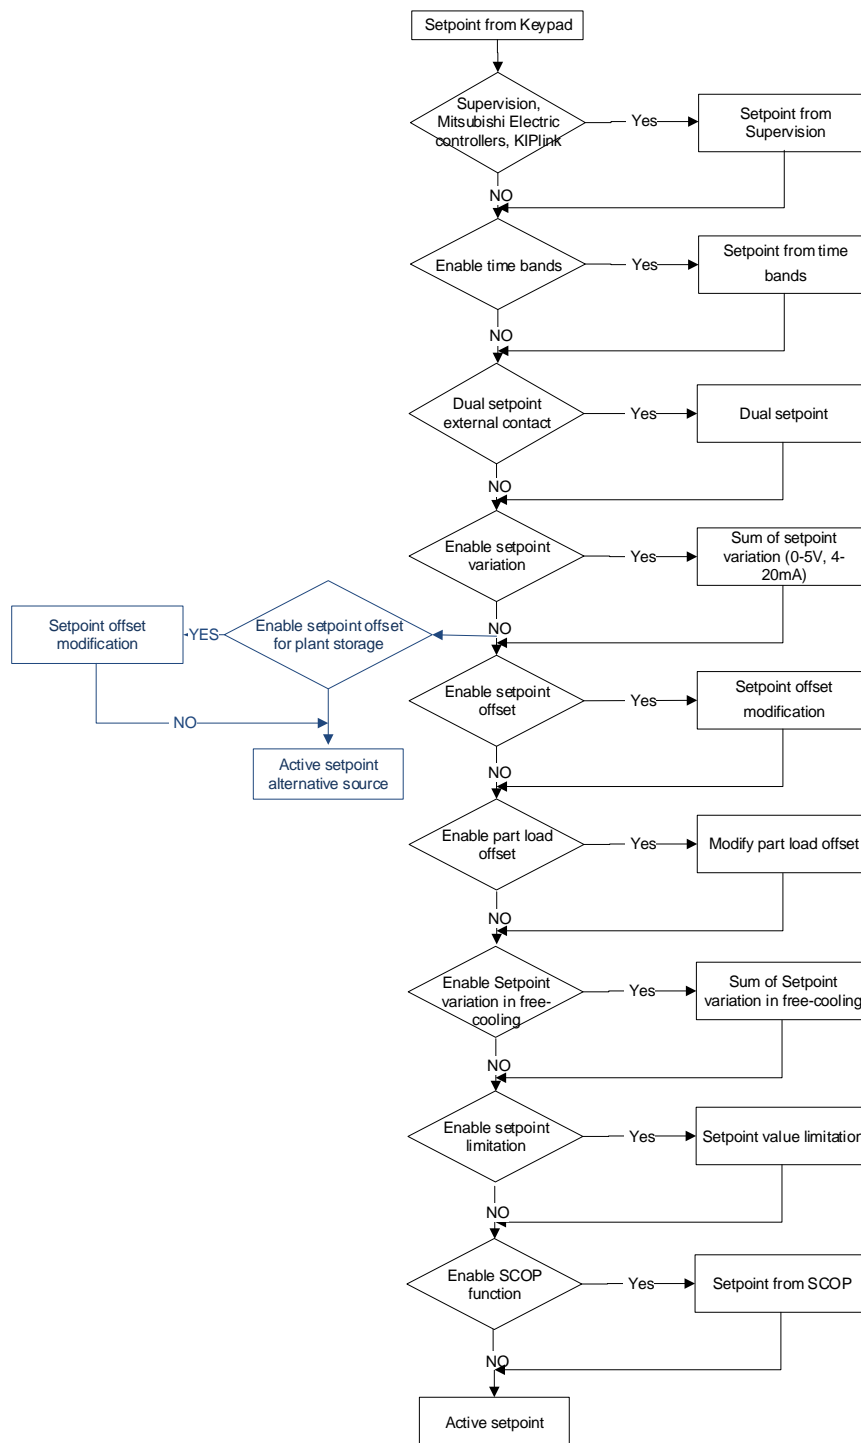 Setpoint from Keypad
Supervision,
Mitsubishi Electric
controllers, KIPlink
Yes
Setpoint from
Supervision
NO
Enable time bands
Yes
Setpoint from time
bands
NO
Dual setpoint
external contact
Yes
Dual setpoint
NO
Enable setpoint
variation
Yes
Sum of setpoint
variation (0-5V, 4-
20mA)
NO
Setpoint offset
modification
YES
Enable setpoint offset
for plant storage
NO
Active setpoint
alternative source
Enable setpoint
offset
Yes
Setpoint offset
modification
NO
Enable part load
offset
Yes
Modify part load offset
NO
Enable Setpoint
variation in free-
cooling
Yes
Sum of Setpoint
variation in free-cooling
NO
Enable setpoint
limitation
Yes
Setpoint value limitation
NO
Enable SCOP
function
Yes
Setpoint from SCOP
NO
Active setpoint